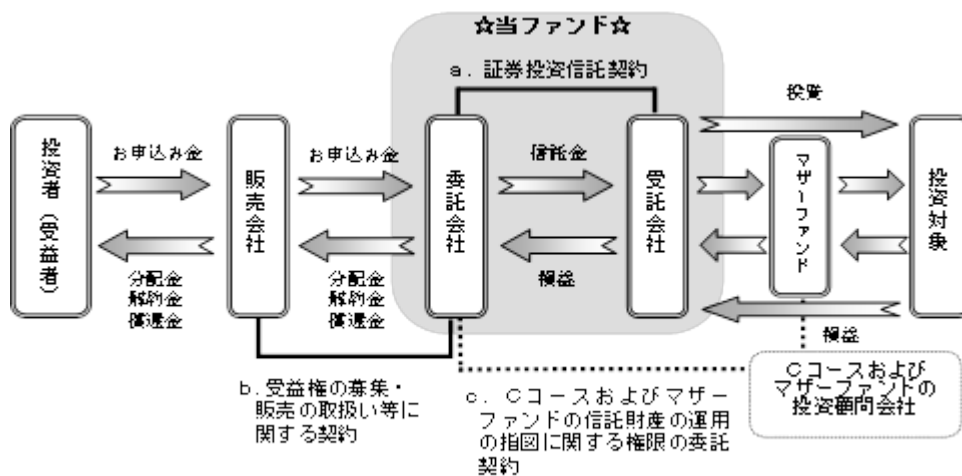 ☆当ファンド☆
a．証券投資信託契約
投資
投資者（受益者）
お申込み金
販売会社
お申込み金
委託会社
信託金
受託会社
マザーファンド
投資対象
分配金
解約金
償還金
分配金
解約金
償還金
損益
損益
b．受益権の募集・
販売の取扱い等に
関する契約
c．Cコースおよびマザー
ファンドの信託財産の運用
の指図に関する権限の委託
契約
Cコースおよび
マザーファンドの
投資顧問会社